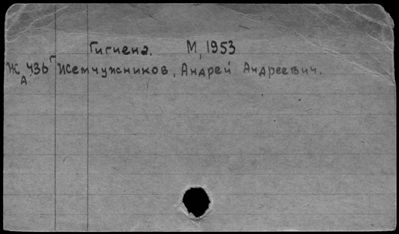 Гигиена. М, 1953
Ж 436 Г Жемчужников, Андрей Андреевич.
А